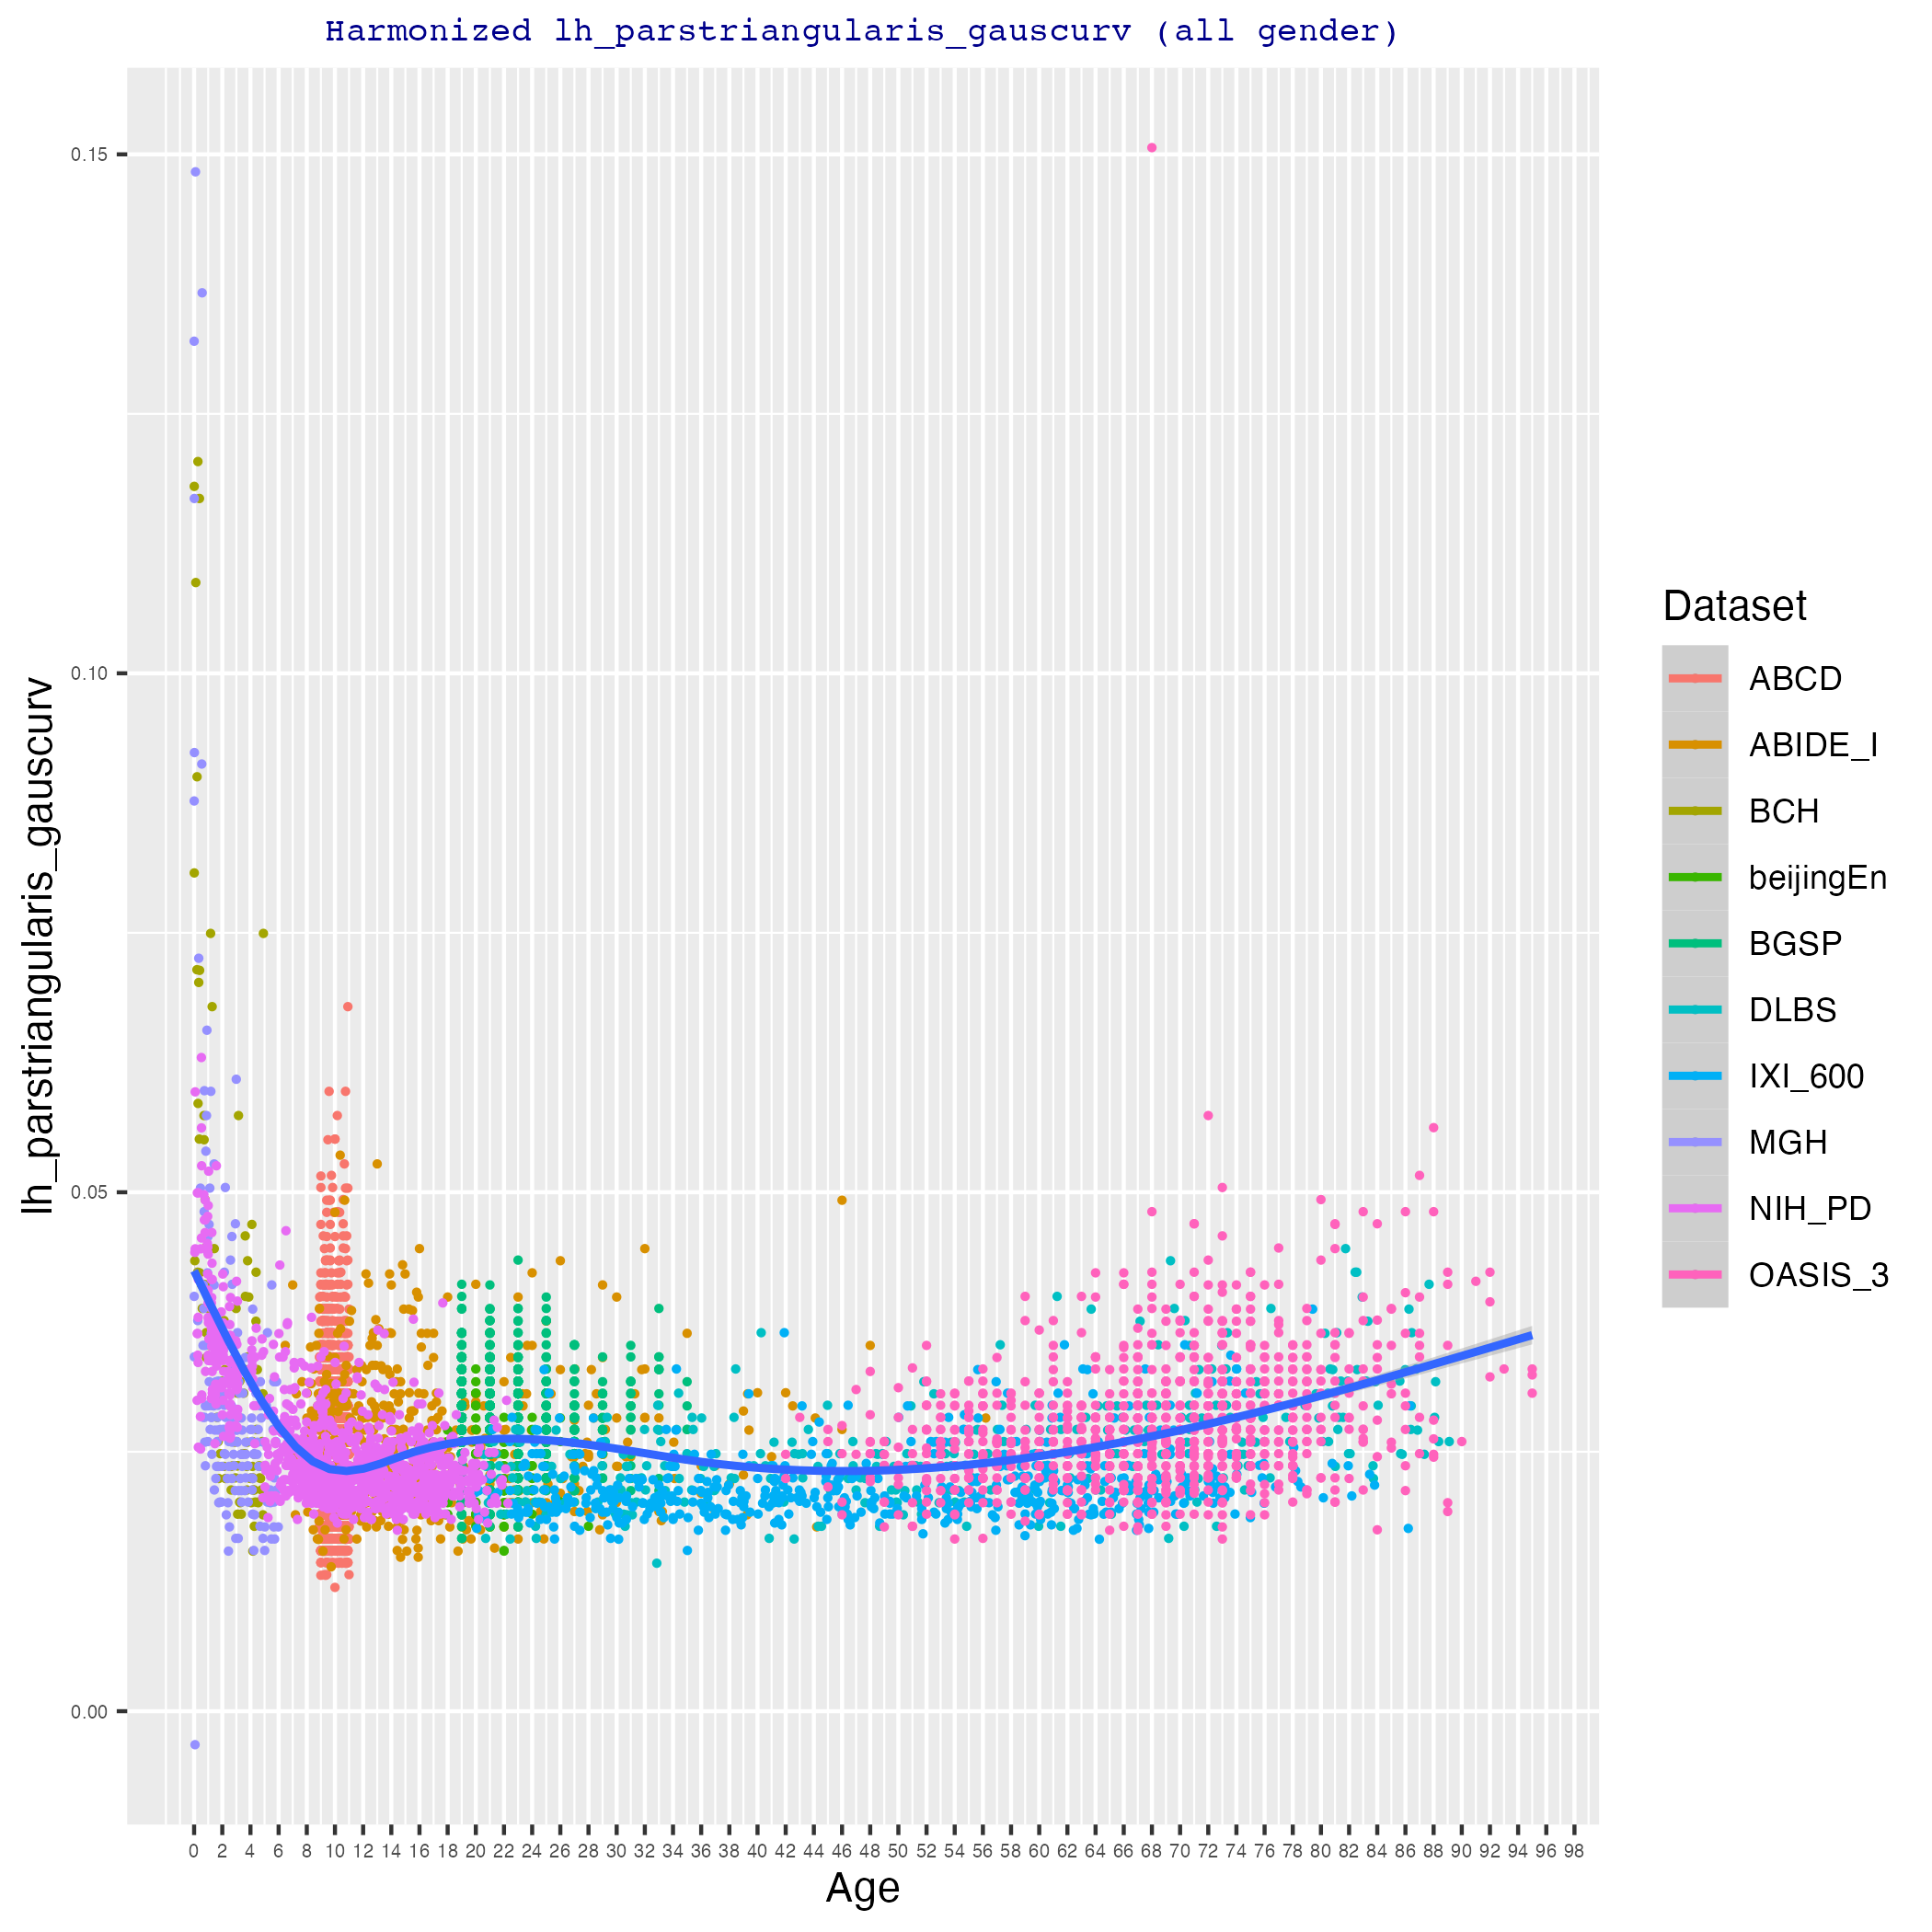 Harmonized lh_parstriangularis_gauscurv (all gender)
lh_parstriangularis_gauscurv
0.15
0.10
0.05
0.00
0 2 4 6 8 10 12 14 16 18 20 22 24 26 28 30 32 34 36 38 40 42 44 46 48 50 52 54 56 58 60 62 64 66 68 70 72 74 76 78 80 82 84 86 88 90 92 94 96 98
Age
Dataset
ABCD
ABIDE_I
BCH
beijingEn
BGSP
DLBS
IXI_600
MGH
NIH_PD
OASIS_3